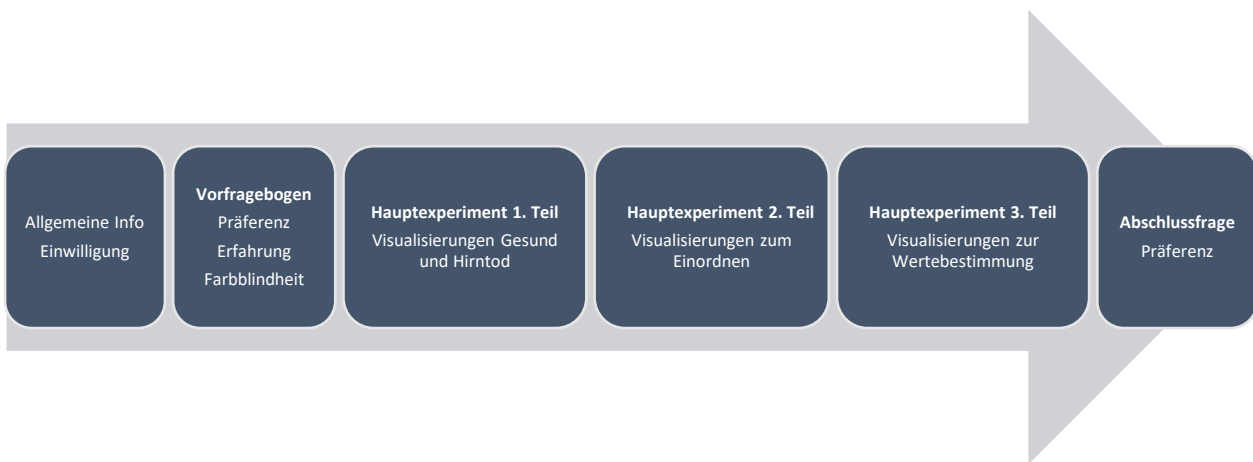 Allgemeine Info
Einwilligung
Vorfragebogen
Präferenz
Erfahrung
Farbblindheit
Hauptexperiment 1. Teil
Visualisierungen Gesund
und Hirntod
Hauptexperiment 2. Teil
Visualisierungen zum
Einordnen
Hauptexperiment 3. Teil
Visualisierungen zur
Wertebestimmung
Abschlussfrage
Präferenz